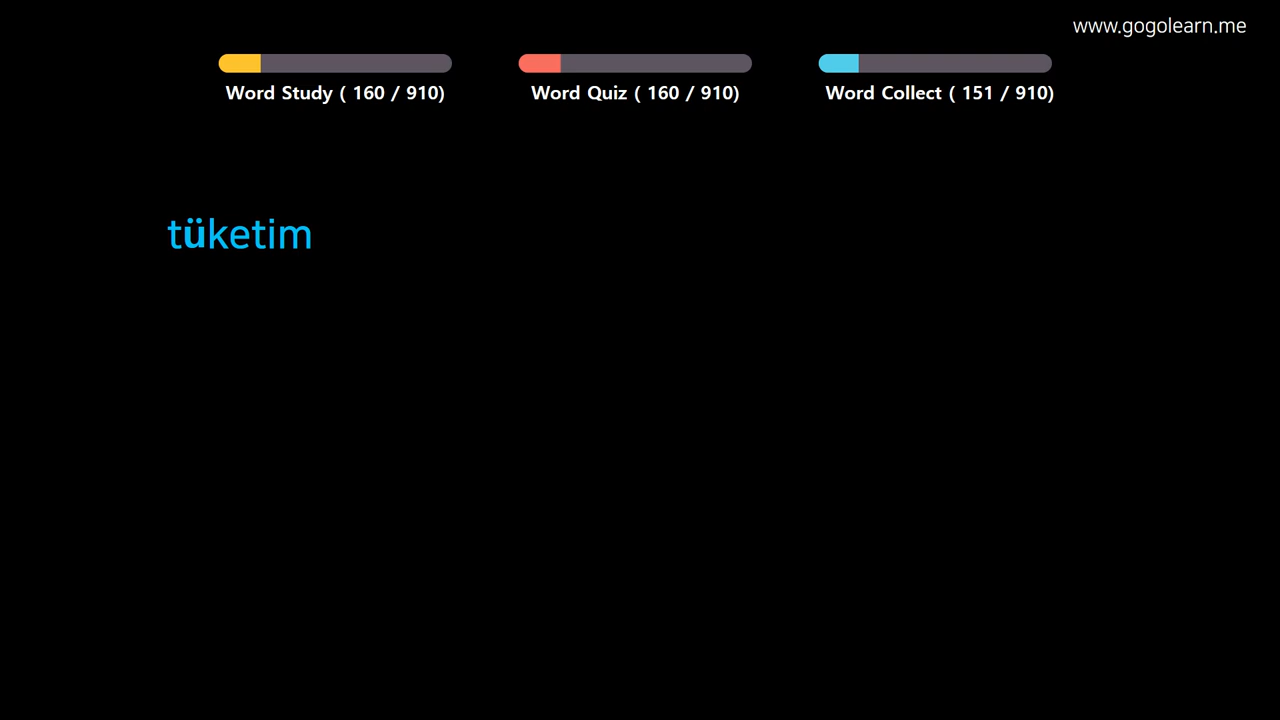 www.gogolearn.me
Word Study ( 160 / 910)
Word Quiz ( 160 / 910)
Word Collect ( 151 / 910)
tüketim